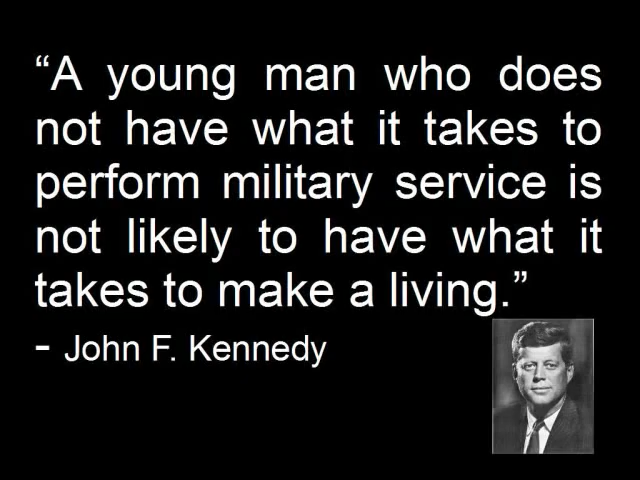 “A young man who does
not have what it takes to
perform military service is
not likely to have what it
takes to make a living.”
- John F. Kennedy